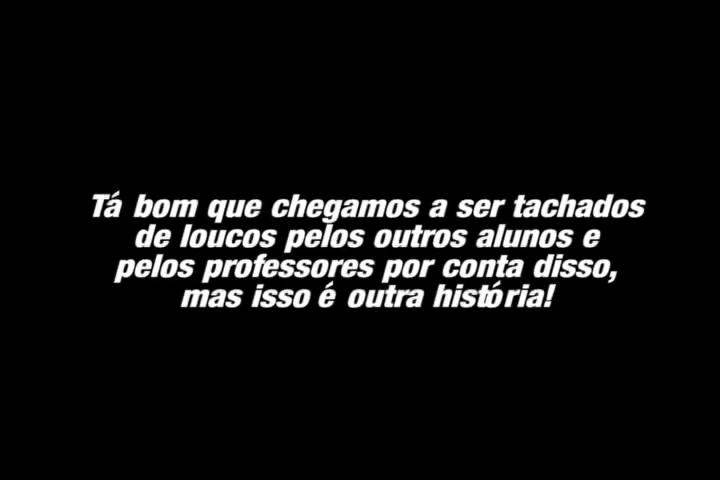 Tá bom que chegamos a ser tachados
de loucos pelos outros alunos e
pelos professores por conta disso,
mas isso é outra história!